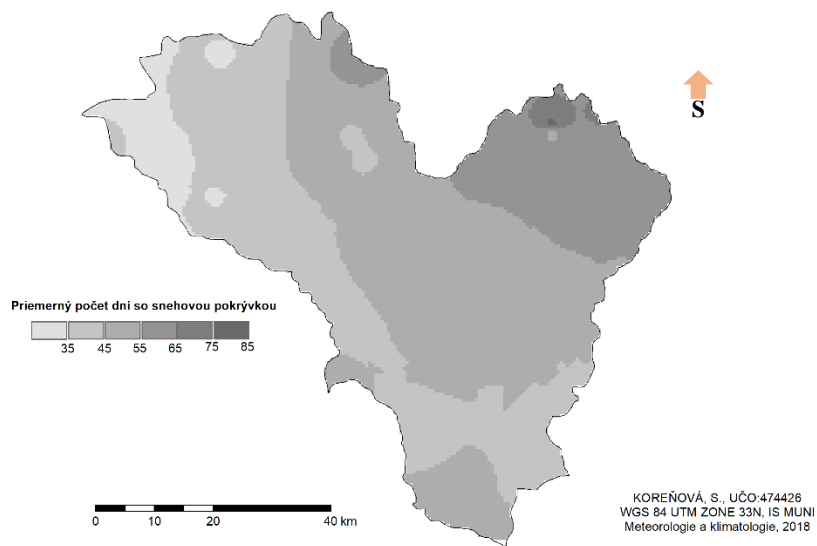 S
Priemerný počet dní so snehovou pokrývkou
35 45 55 65 75 85
0 10 20 40 km
KOREŇOVÁ, S., UČO:474426
WGS 84 UTM ZONE 33N, IS MUNI
Meteorologie a klimatologie, 2018